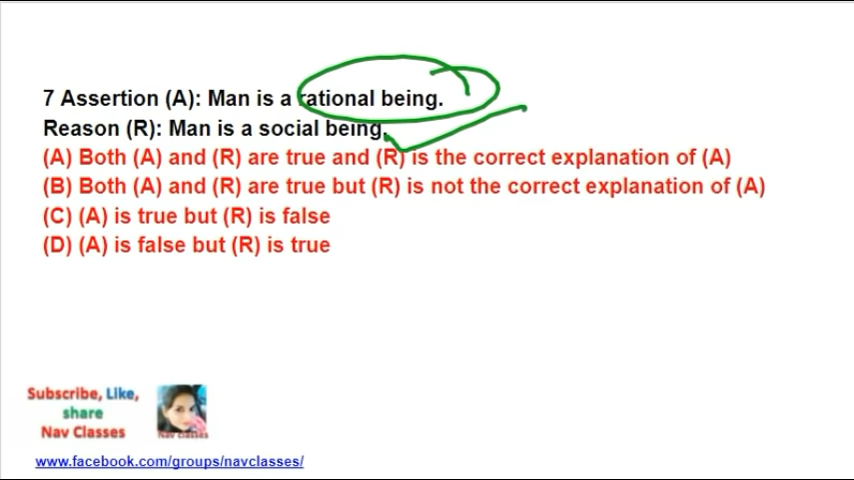 7 Assertion (A): Man is a rational being.
Reason (R): Man is a social being.
(A) Both (A) and (R) are true and (R) is the correct explanation of (A)
(B) Both (A) and (R) are true but (R) is not the correct explanation of (A)
(C) (A) is true but (R) is false
(D) (A) is false but (R) is true
Subscribe, Like,
share
Nav Classes
Nav classes
www.facebook.com/groups/navclasses/